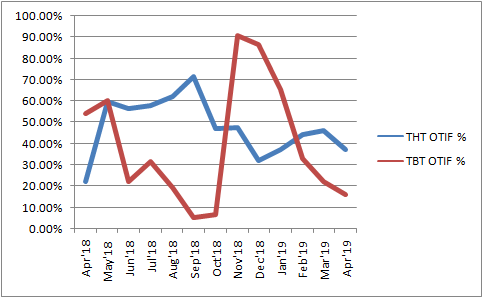 100.00%
90.00%
80.00%
70.00%
60.00%
50.00%
40.00%
30.00%
20.00%
10.00%
0.00%
Apr'18
May'18
Jun'18
Jul'18
Aug'18
Sep'18
Oct'18
Nov'18
Dec'18
Jan'19
Feb'19
Mar'19
Apr'19
THT OTIF %
TBT OTIF %